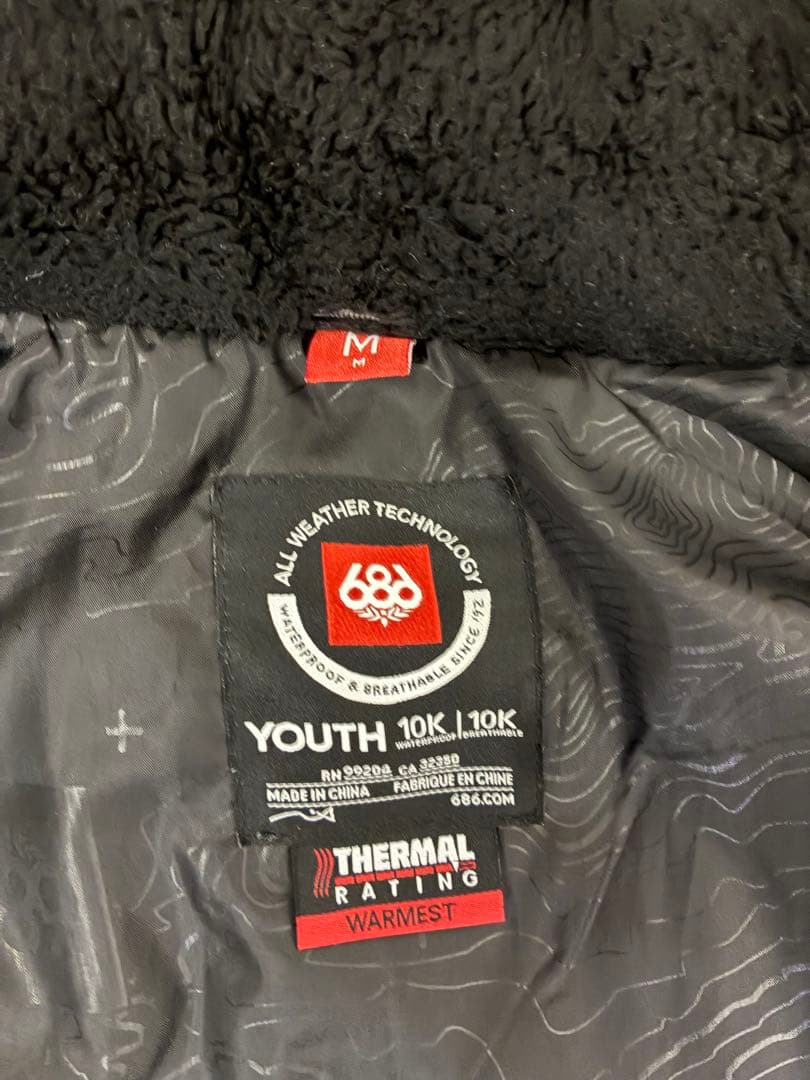 M
M
ALL WEATHER TECHNOLOGY
686
WATERPROOF & BREATHABLE SINCE '92
YOUTH 10K | 10K
WATERPROOF BREATHABLE
RN 99204 CA 32350
MADE IN CHINA FABRIQUE EN CHINE
686.COM
THERMAL
RATING
WARMEST